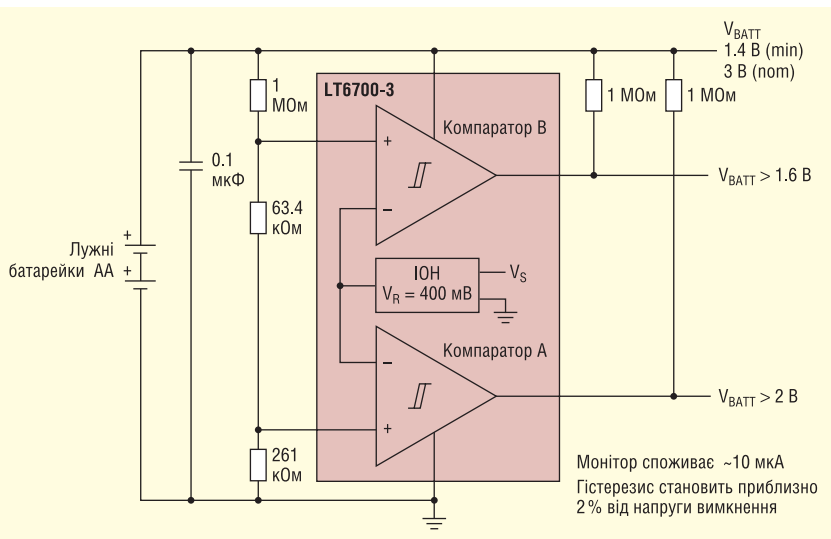 V_BATT
1.4 В (min)
3 В (nom)
LT6700-3
1
МОм
1 МОм
1 МОм
Компаратор B
+
0.1
мкФ
V_BATT > 1.6 В
63.4
кОм
–
+
Лужні
батарейки АА
+
ІОН
V_R = 400 мВ
V_S
Компаратор A
–
V_BATT > 2 В
+
261
кОм
Монітор споживає ~10 мкА
Гістерезис становить приблизно
2 % від напруги вимкнення